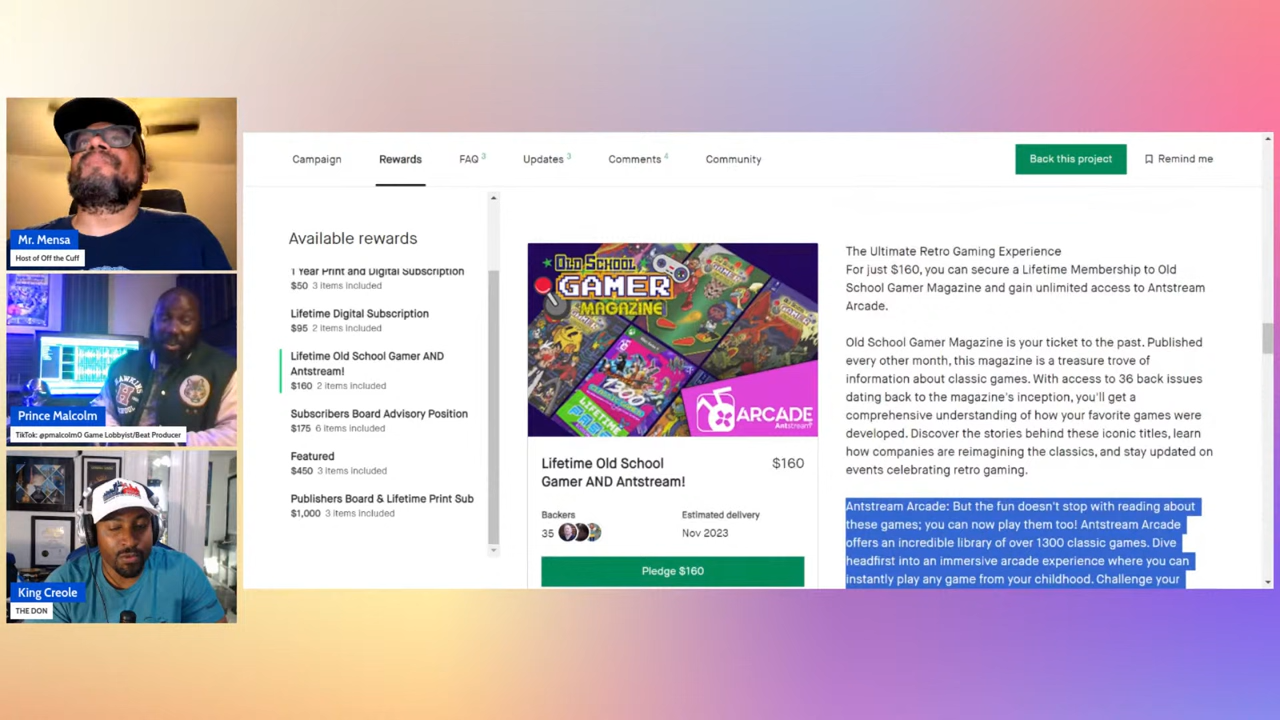 Mr. Mensa
Host of Off the Cuff
Prince Malcolm
TikTok: @pmalcolm0 Game Lobbyist/Beat Producer
King Creole
THE DON
Campaign
Rewards
FAQ 3
Updates 3
Comments 4
Community
Back this project
Remind me
Available rewards
1 Year Print and Digital Subscription
$50 3 items included
Lifetime Digital Subscription
$95 2 items included
Lifetime Old School Gamer AND
Antstream!
$160 2 items included
Subscribers Board Advisory Position
$175 6 items included
Featured
$450 3 items included
Publishers Board & Lifetime Print Sub
$1,000 3 items included
OLD SCHOOL
GAMER
MAGAZINE
ARCADE
Antstream
Lifetime Old School
Gamer AND Antstream!
$160
Backers
35
Estimated delivery
Nov 2023
Pledge $160
The Ultimate Retro Gaming Experience
For just $160, you can secure a Lifetime Membership to Old
School Gamer Magazine and gain unlimited access to Antstream
Arcade.
Old School Gamer Magazine is your ticket to the past. Published
every other month, this magazine is a treasure trove of
information about classic games. With access to 36 back issues
dating back to the magazine's inception, you'll get a
comprehensive understanding of how your favorite games were
developed. Discover the stories behind these iconic titles, learn
how companies are reimagining the classics, and stay updated on
events celebrating retro gaming.
Antstream Arcade: But the fun doesn't stop with reading about
these games; you can now play them too! Antstream Arcade
offers an incredible library of over 1300 classic games. Dive
headfirst into an immersive arcade experience where you can
instantly play any game from your childhood. Challenge your